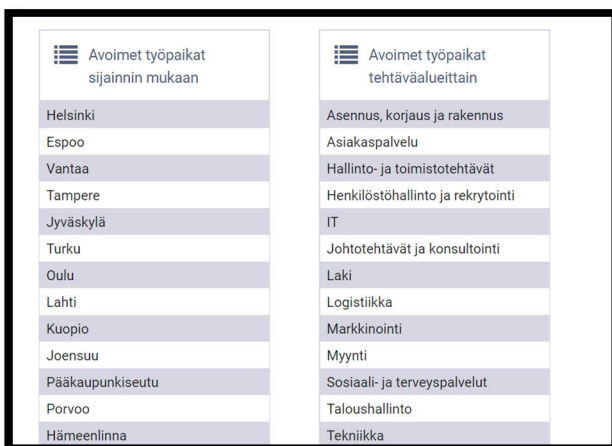 Avoimet työpaikat
sijainnin mukaan
Helsinki
Espoo
Vantaa
Tampere
Jyväskylä
Turku
Oulu
Lahti
Kuopio
Joensuu
Pääkaupunkiseutu
Porvoo
Hämeenlinna
Avoimet työpaikat
tehtäväalueittain
Asennus, korjaus ja rakennus
Asiakaspalvelu
Hallinto- ja toimistotehtävät
Henkilöstöhallinto ja rekrytointi
IT
Johtotehtävät ja konsultointi
Laki
Logistiikka
Markkinointi
Myynti
Sosiaali- ja terveyspalvelut
Taloushallinto
Tekniikka